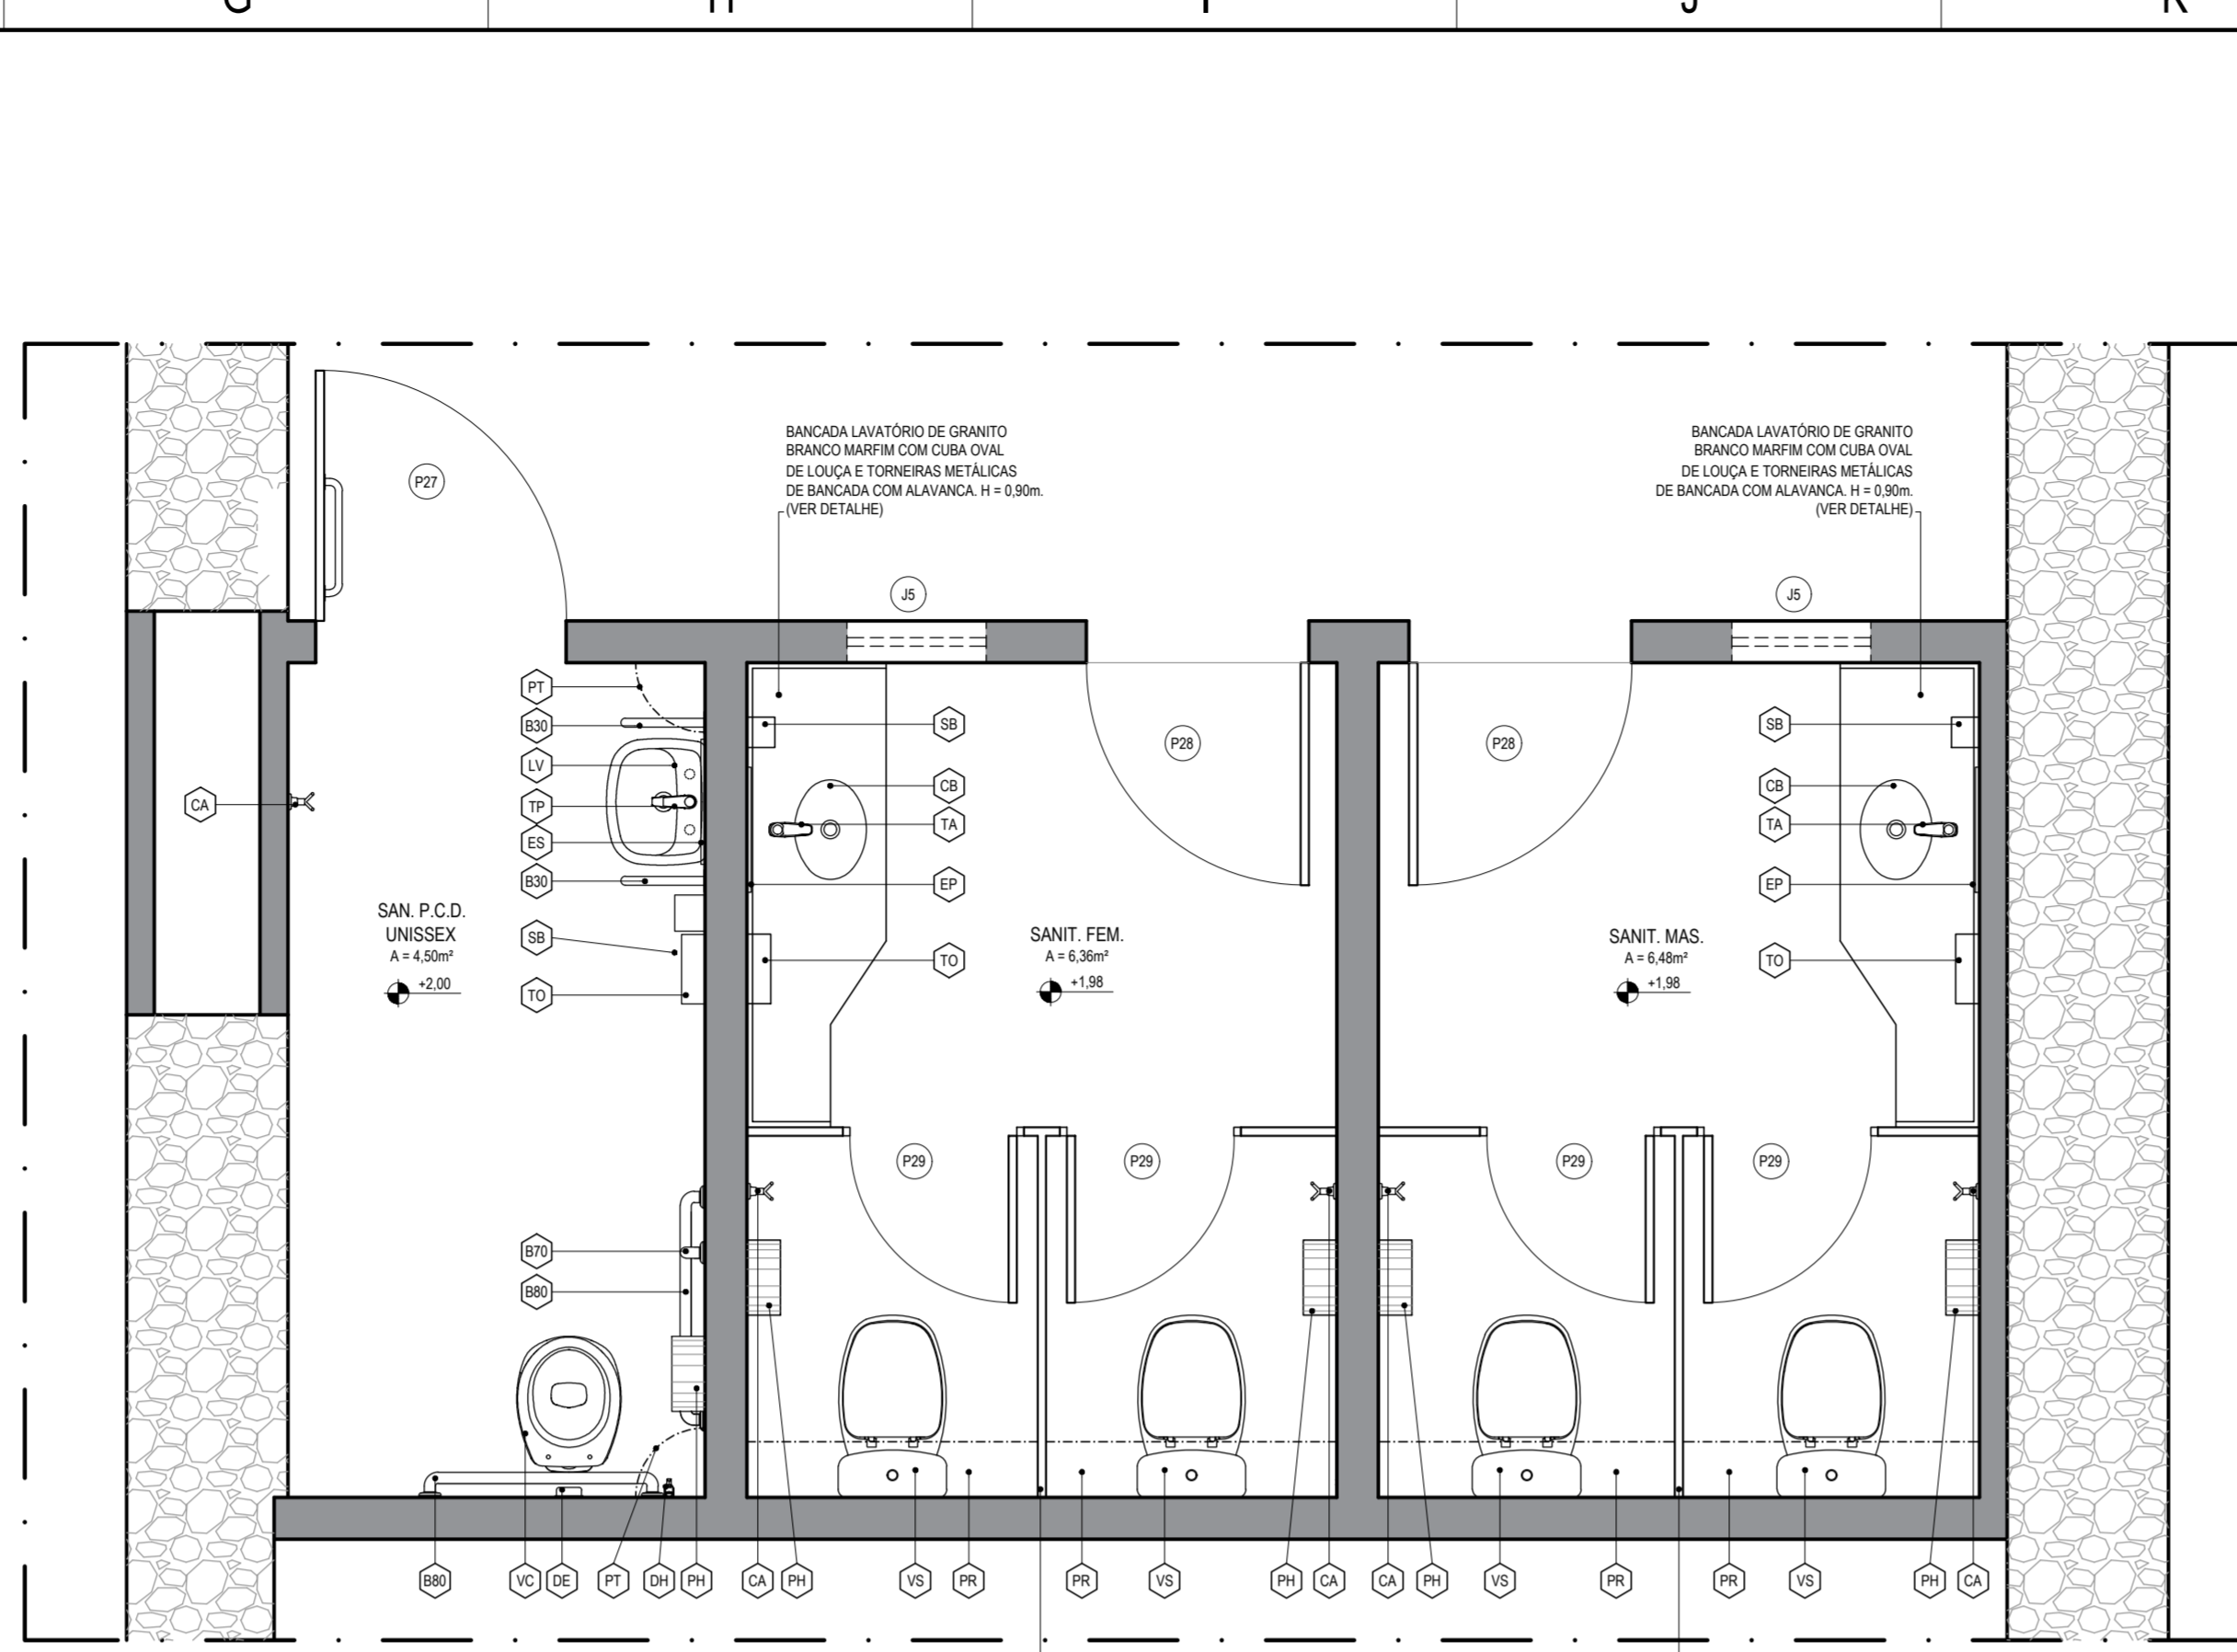 G H I J K
BANCADA LAVATÓRIO DE GRANITO
BRANCO MARFIM COM CUBA OVAL
DE LOUÇA E TORNEIRAS METÁLICAS
DE BANCADA COM ALAVANCA. H = 0,90m.
(VER DETALHE)
BANCADA LAVATÓRIO DE GRANITO
BRANCO MARFIM COM CUBA OVAL
DE LOUÇA E TORNEIRAS METÁLICAS
DE BANCADA COM ALAVANCA. H = 0,90m.
(VER DETALHE)
P27
J5
J5
CA
PT
B30
LV
TP
ES
B30
SB
TO
SAN. P.C.D.
UNISSEX
A = 4,50m²
+2,00
B70
B80
SB
CB
TA
EP
TO
P28
SANIT. FEM.
A = 6,36m²
+1,98
P29
P29
P28
SB
CB
TA
EP
TO
SANIT. MAS.
A = 6,48m²
+1,98
P29
P29
B80 VC DE PT DH PH CA PH VS PR PR VS PH CA CA PH VS PR PR VS PH CA